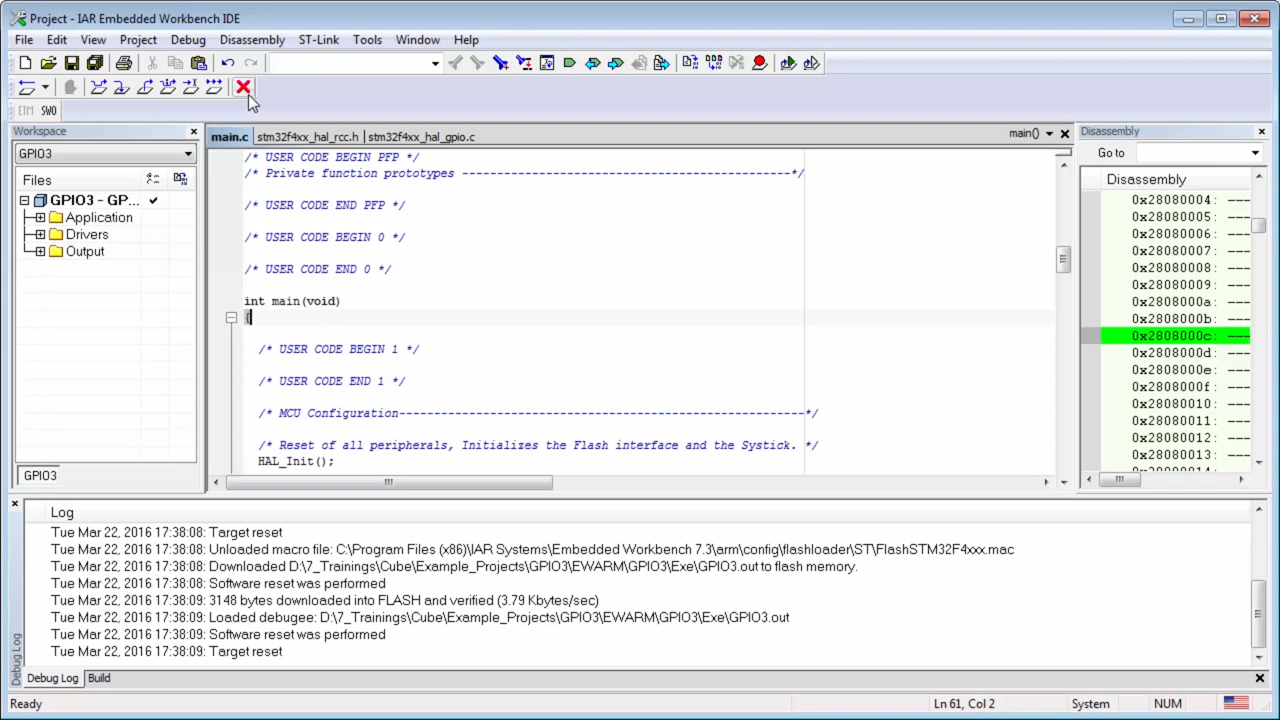 Project - IAR Embedded Workbench IDE
File Edit View Project Debug Disassembly ST-Link Tools Window Help
ETM SWO
Workspace
GPIO3
Files
GPIO3 - GP...
Application
Drivers
Output
GPIO3
main.c stm32f4xx_hal_rcc.h | stm32f4xx_hal_gpio.c main()
/* USER CODE BEGIN PFP */
/* Private function prototypes -----------------------------------------------*/
/* USER CODE END PFP */
/* USER CODE BEGIN 0 */
/* USER CODE END 0 */
int main(void)
{
/* USER CODE BEGIN 1 */
/* USER CODE END 1 */
/* MCU Configuration----------------------------------------------------------*/
/* Reset of all peripherals, Initializes the Flash interface and the Systick. */
HAL_Init();
Disassembly
Go to
Disassembly
0x28080004: ---
0x28080005: ---
0x28080006: ---
0x28080007: ---
0x28080008: ---
0x28080009: ---
0x2808000a: ---
0x2808000b: ---
0x2808000c: ---
0x2808000d: ---
0x2808000e: ---
0x2808000f: ---
0x28080010: ---
0x28080011: ---
0x28080012: ---
0x28080013: ---
0x28080014: ---
Log
Tue Mar 22, 2016 17:38:08: Target reset
Tue Mar 22, 2016 17:38:08: Unloaded macro file: C:\Program Files (x86)\IAR Systems\Embedded Workbench 7.3\arm\config\flashloader\ST\FlashSTM32F4xxx.mac
Tue Mar 22, 2016 17:38:08: Downloaded D:\7_Trainings\Cube\Example_Projects\GPIO3\EWARM\GPIO3\Exe\GPIO3.out to flash memory.
Tue Mar 22, 2016 17:38:08: Software reset was performed
Tue Mar 22, 2016 17:38:09: 3148 bytes downloaded into FLASH and verified (3.79 Kbytes/sec)
Tue Mar 22, 2016 17:38:09: Loaded debugee: D:\7_Trainings\Cube\Example_Projects\GPIO3\EWARM\GPIO3\Exe\GPIO3.out
Tue Mar 22, 2016 17:38:09: Software reset was performed
Tue Mar 22, 2016 17:38:09: Target reset
Debug Log
Debug Log Build
Ready Ln 61, Col 2 System NUM